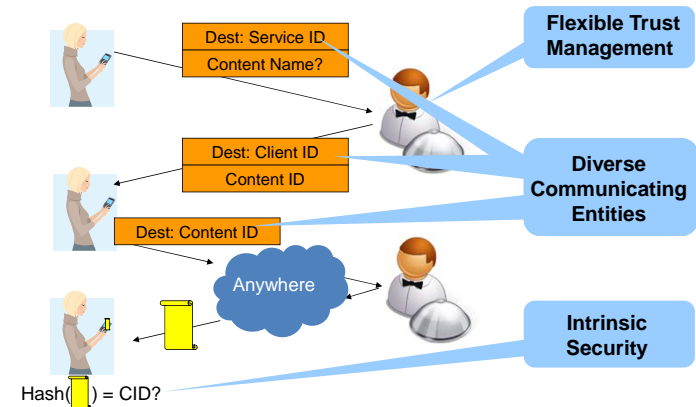 Dest: Service ID
Content Name?
Flexible Trust
Management
Dest: Client ID
Content ID
Diverse
Communicating
Entities
Dest: Content ID
Anywhere
Intrinsic
Security
Hash( ) = CID?